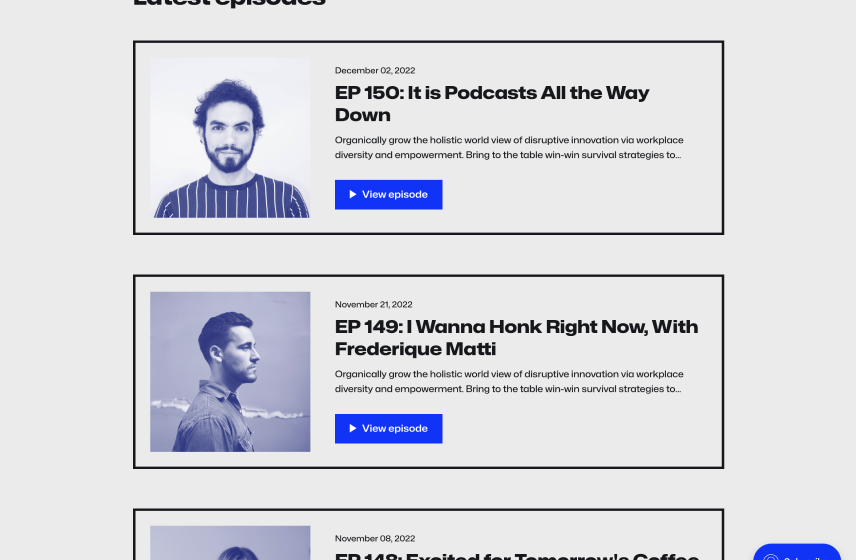 Latest episodes
December 02, 2022
EP 150: It is Podcasts All the Way
Down
Organically grow the holistic world view of disruptive innovation via workplace
diversity and empowerment. Bring to the table win-win survival strategies to...
View episode
November 21, 2022
EP 149: I Wanna Honk Right Now, With
Frederique Matti
Organically grow the holistic world view of disruptive innovation via workplace
diversity and empowerment. Bring to the table win-win survival strategies to...
View episode
November 08, 2022
EP 148: Excited for Tomorrow's Coffee